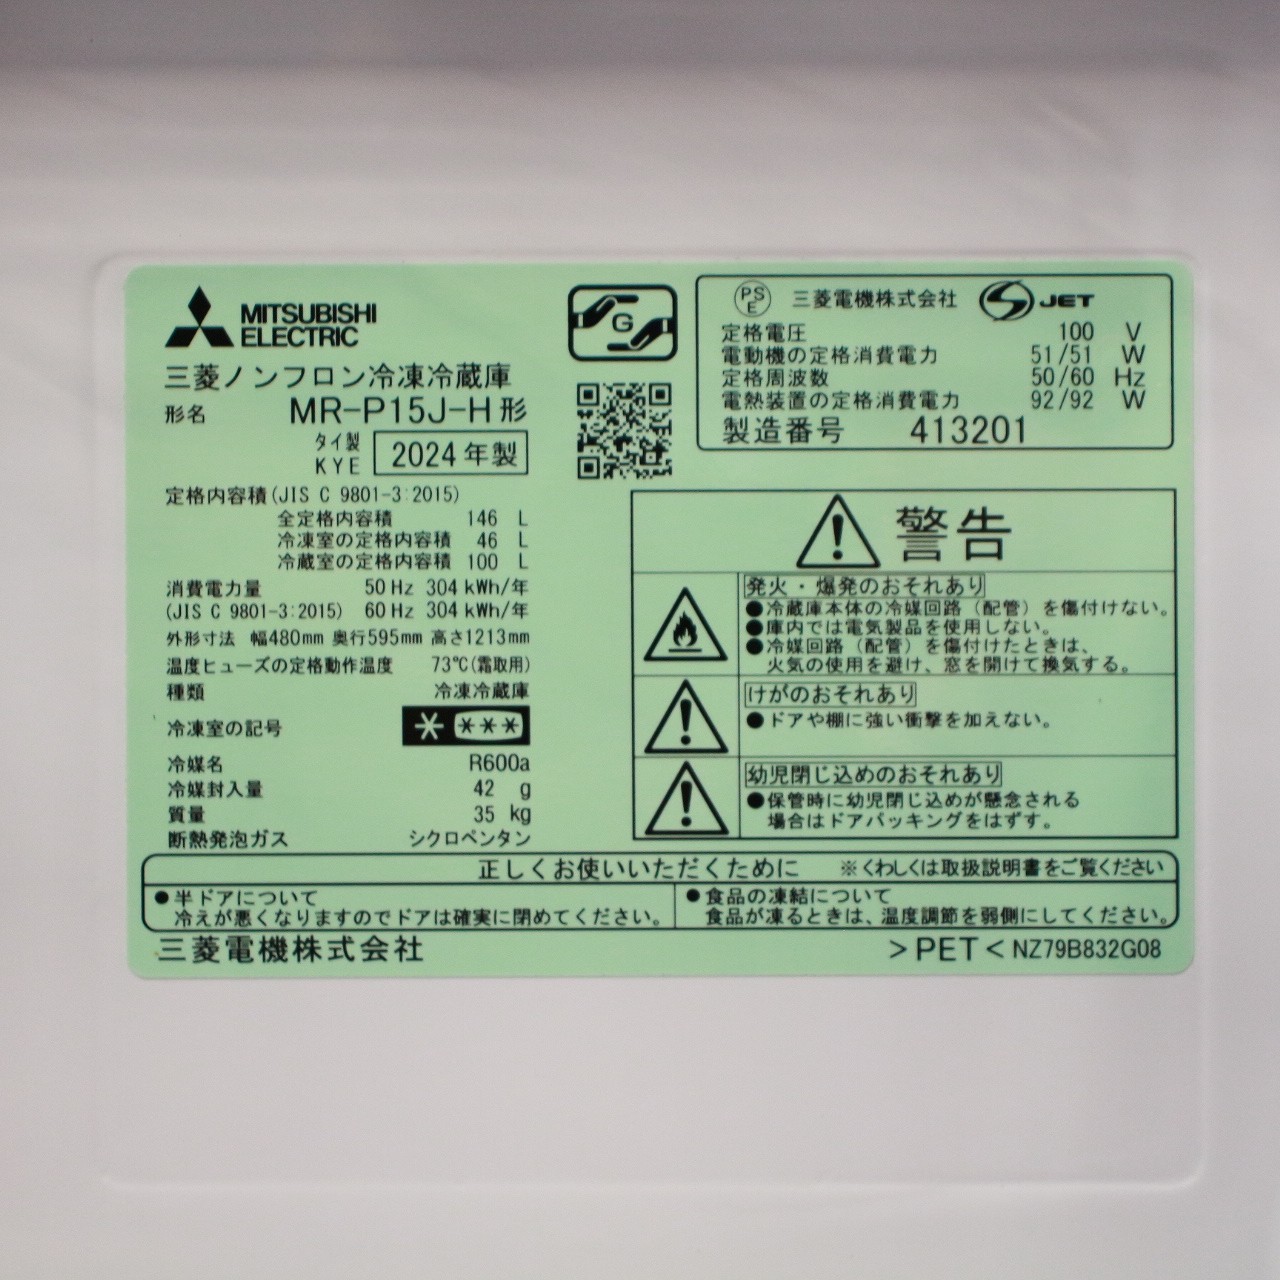 MITSUBISHI
ELECTRIC
三菱ノンフロン冷凍冷蔵庫
形名 MR-P15J-H形
タイ製
KYE 2024年製
定格内容積(JIS C 9801-3:2015)
全定格内容積 146 L
冷凍室の定格内容積 46 L
冷蔵室の定格内容積 100 L
消費電力量 50Hz 304kWh/年
(JIS C 9801-3:2015) 60Hz 304kWh/年
外形寸法 幅480mm 奥行595mm 高さ1213mm
温度ヒューズの定格動作温度 73℃(霜取用)
種類 冷凍冷蔵庫
冷凍室の記号 * ***
冷媒名 R600a
冷媒封入量 42 g
質量 35 kg
断熱発泡ガス シクロペンタン
G
PS
E
三菱電機株式会社
S JET
定格電圧 100 V
電動機の定格消費電力 51/51 W
定格周波数 50/60 Hz
電熱装置の定格消費電力 92/92 W
製造番号 413201
警告
発火・爆発のおそれあり
●冷蔵庫本体の冷媒回路(配管)を傷付けない。
●庫内では電気製品を使用しない。
●冷媒回路(配管)を傷付けたときは、
火気の使用を避け、窓を開けて換気する。
けがのおそれあり
●ドアや棚に強い衝撃を加えない。
幼児閉じ込めのおそれあり
●保管時に幼児閉じ込めが懸念される
場合はドアパッキングをはずす。
正しくお使いいただくために ※くわしくは取扱説明書をご覧ください
●半ドアについて
冷えが悪くなりますのでドアは確実に閉めてください。
●食品の凍結について
食品が凍るときは、温度調節を弱側にしてください。
三菱電機株式会社
>PET< NZ79B832G08